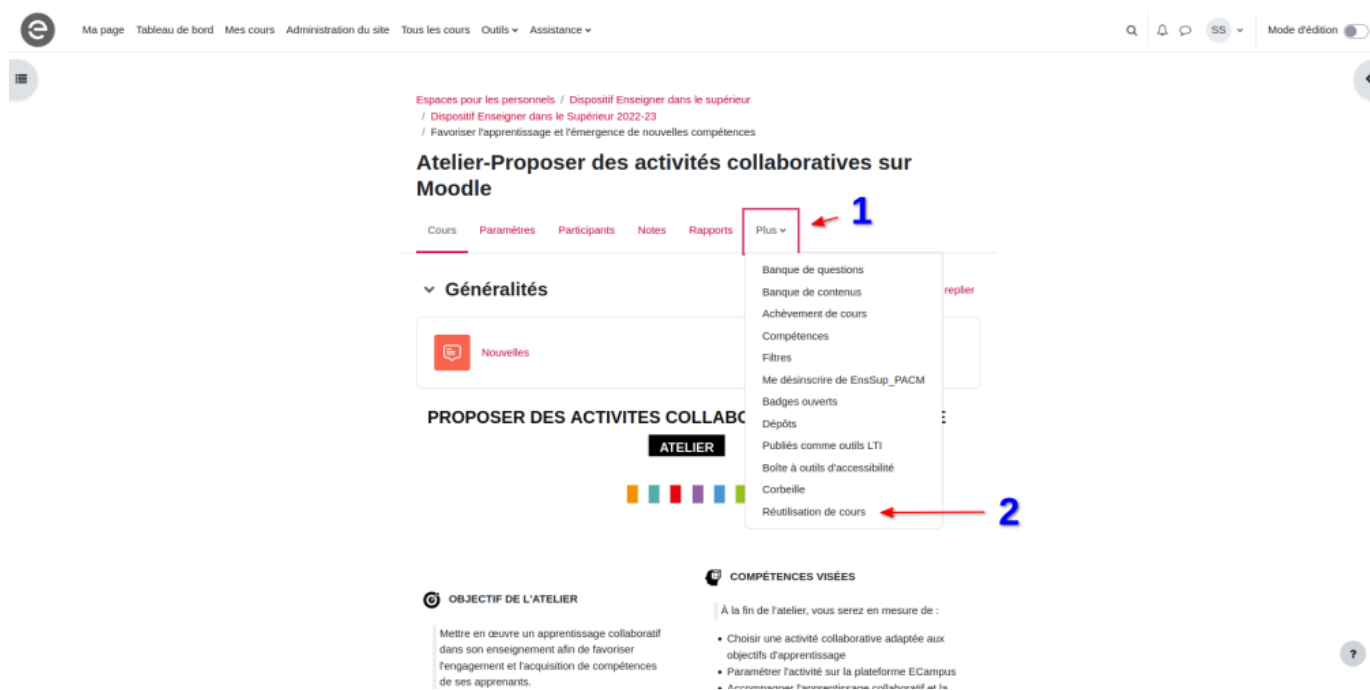 e
Ma page Tableau de bord Mes cours Administration du site Tous les cours Outils Assistance
SS Mode d'édition
Espaces pour les personnels / Dispositif Enseigner dans le supérieur
/ Dispositif Enseigner dans le Supérieur 2022-23
/ Favoriser l'apprentissage et l'émergence de nouvelles compétences
Atelier-Proposer des activités collaboratives sur
Moodle
1
Cours Paramètres Participants Notes Rapports Plus
Banque de questions
Banque de contenus
Achèvement de cours
Compétences
Filtres
Me désinscrire de EnsSup_PACM
Badges ouverts
Dépôts
Publiés comme outils LTI
Boîte à outils d'accessibilité
Corbeille
Réutilisation de cours
2
Généralités
replier
Nouvelles
PROPOSER DES ACTIVITES COLLAB
ATELIER
OBJECTIF DE L'ATELIER
Mettre en œuvre un apprentissage collaboratif
dans son enseignement afin de favoriser
l'engagement et l'acquisition de compétences
de ses apprenants.
COMPÉTENCES VISÉES
À la fin de l'atelier, vous serez en mesure de :
• Choisir une activité collaborative adaptée aux
objectifs d'apprentissage
• Paramétrer l'activité sur la plateforme ECampus
• Accompagner l'apprentissage collaboratif et la
?